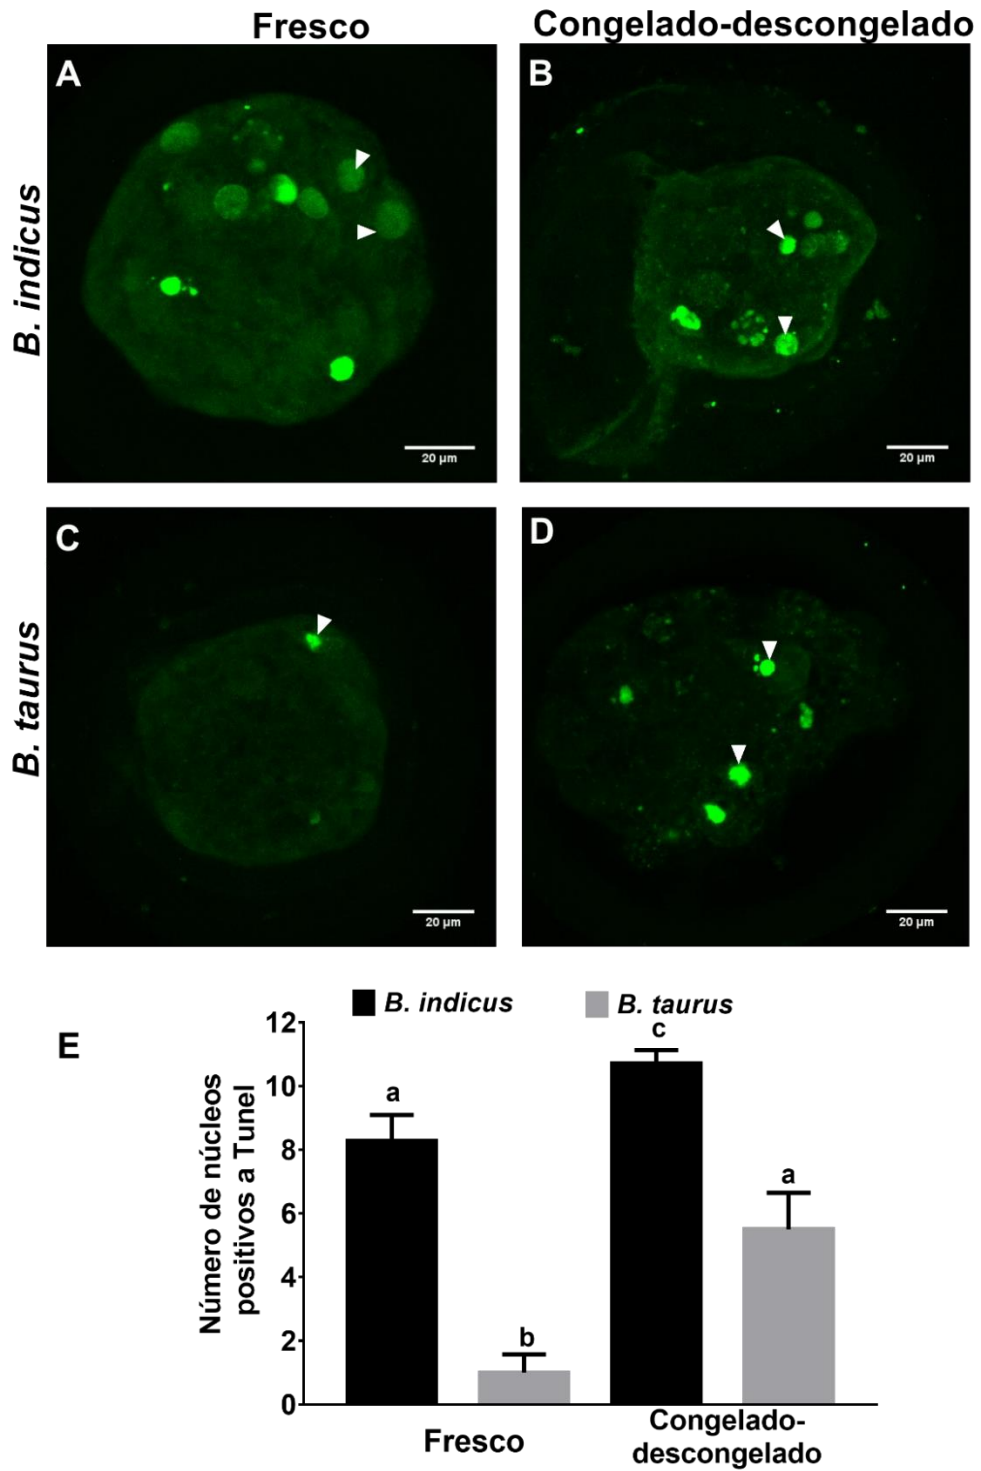 Fresco
Congelado-descongelado
A
B
B. indicus
20 µm
20 µm
C
D
B. taurus
20 µm
20 µm
E
B. indicus
B. taurus
Número de núcleos
positivos a Tunel
12
10
8
6
4
2
0
a
b
c
a
Fresco
Congelado-
descongelado